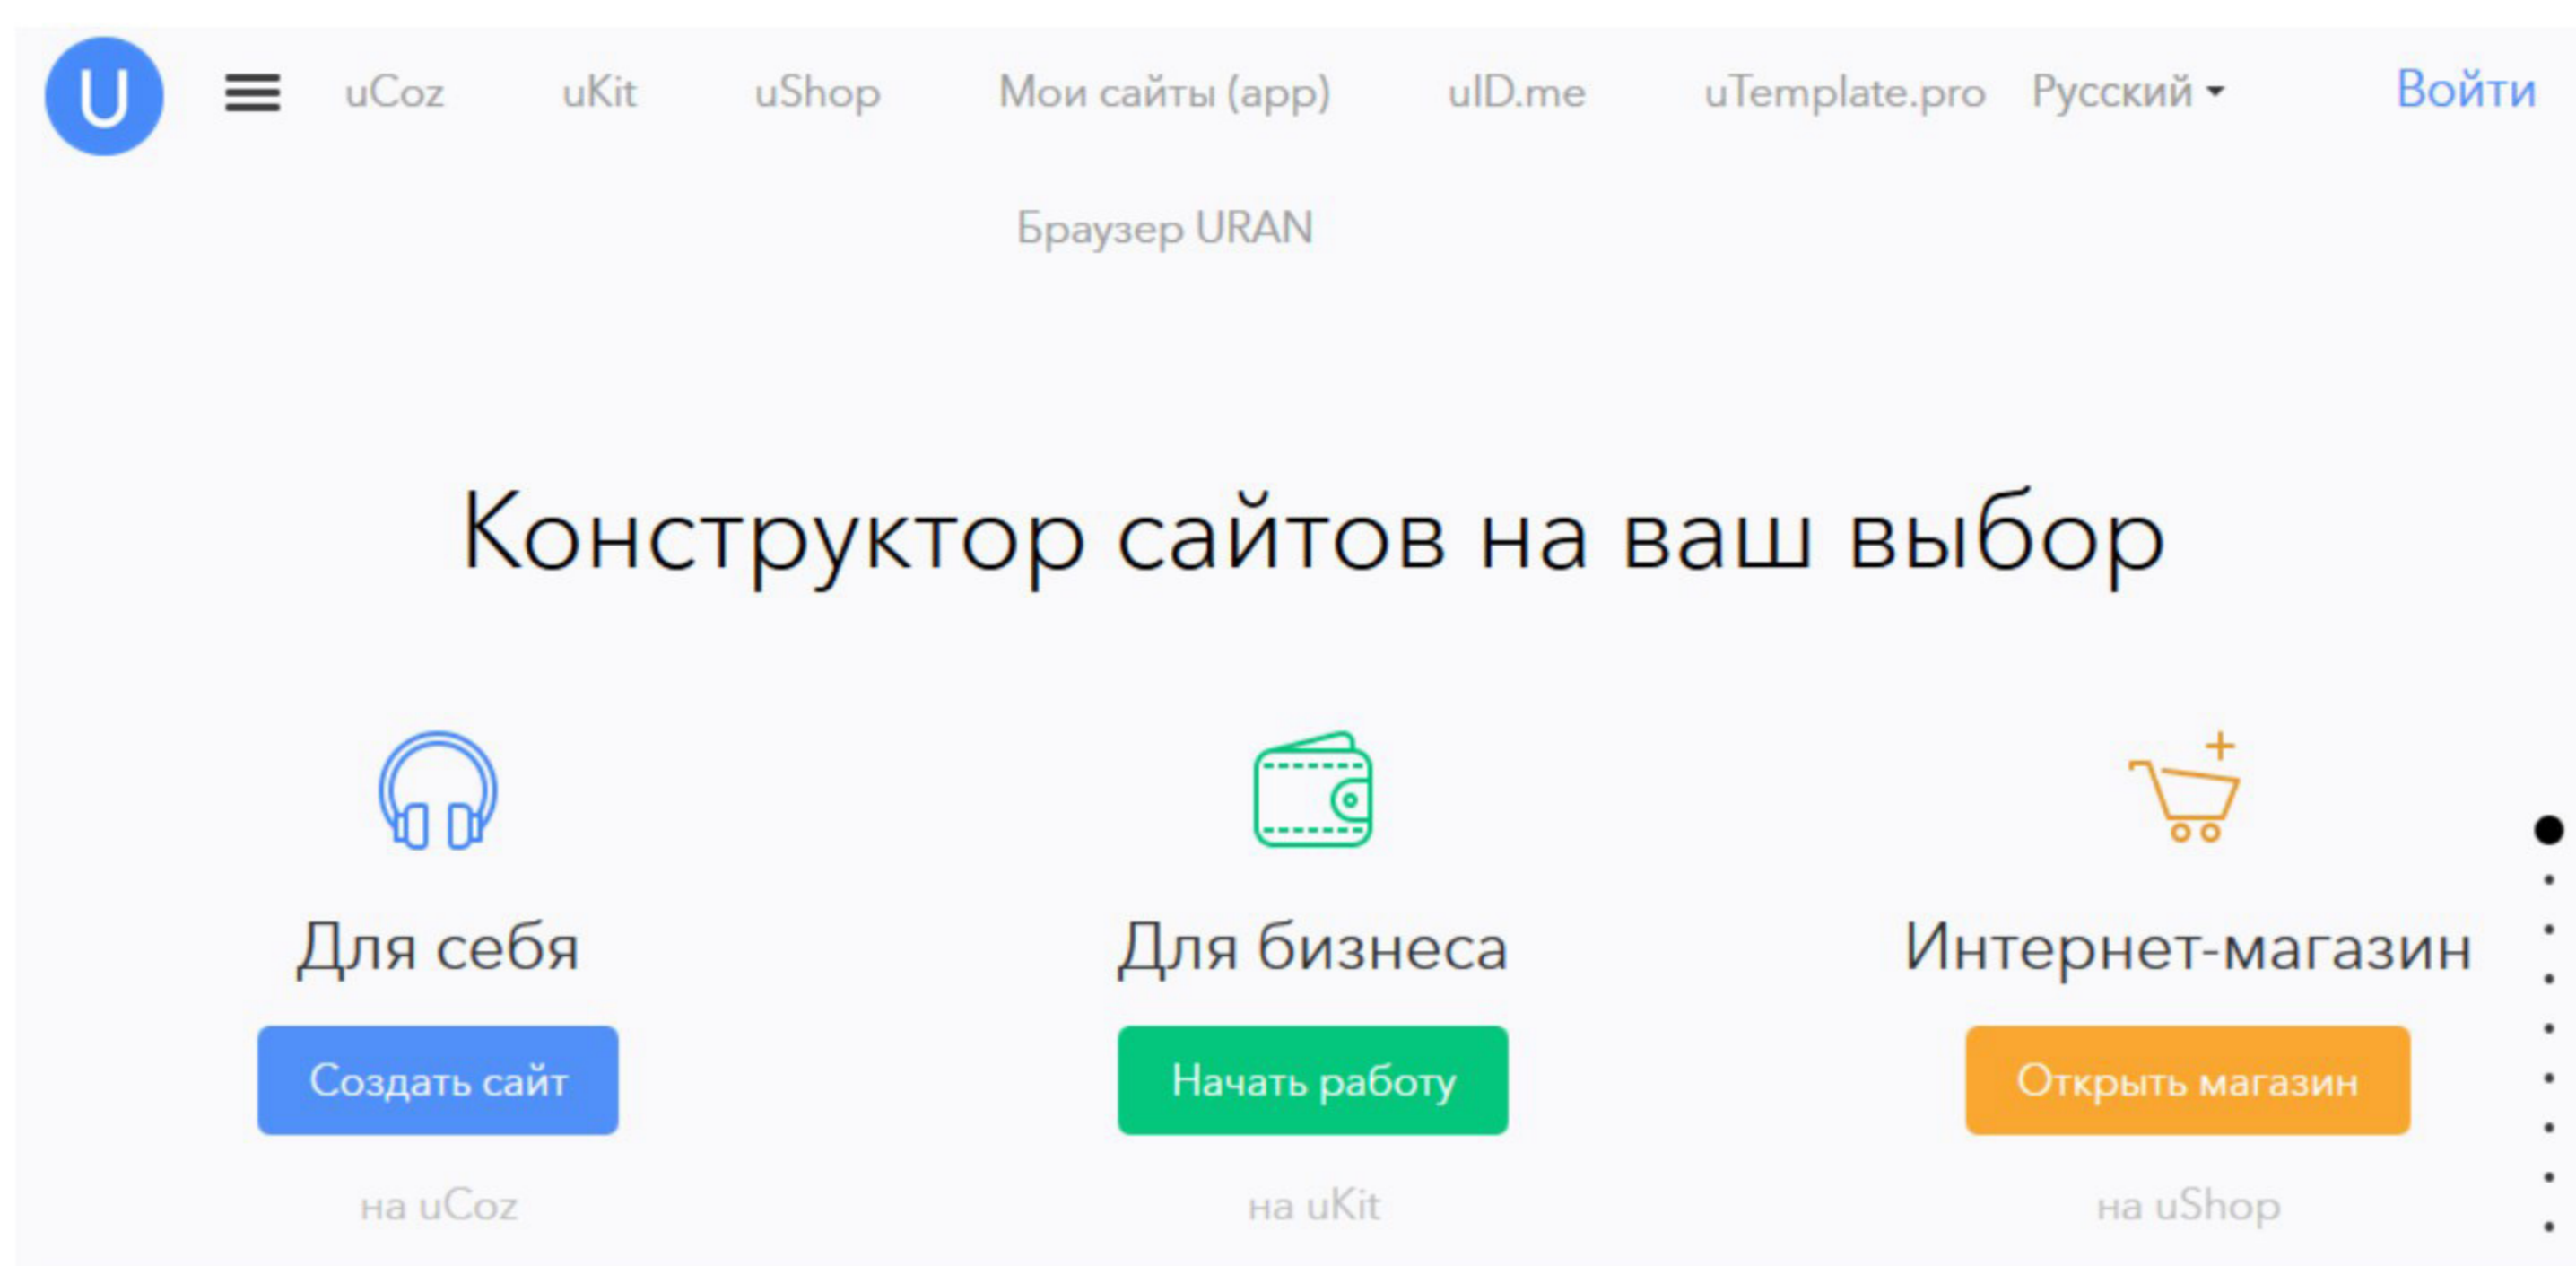 U uCoz uKit uShop Мои сайты (app) uID.me uTemplate.pro Русский Войти
Браузер URAN
Конструктор сайтов на ваш выбор
Для себя Для бизнеса Интернет-магазин
Создать сайт Начать работу Открыть магазин
на uCoz на uKit на uShop